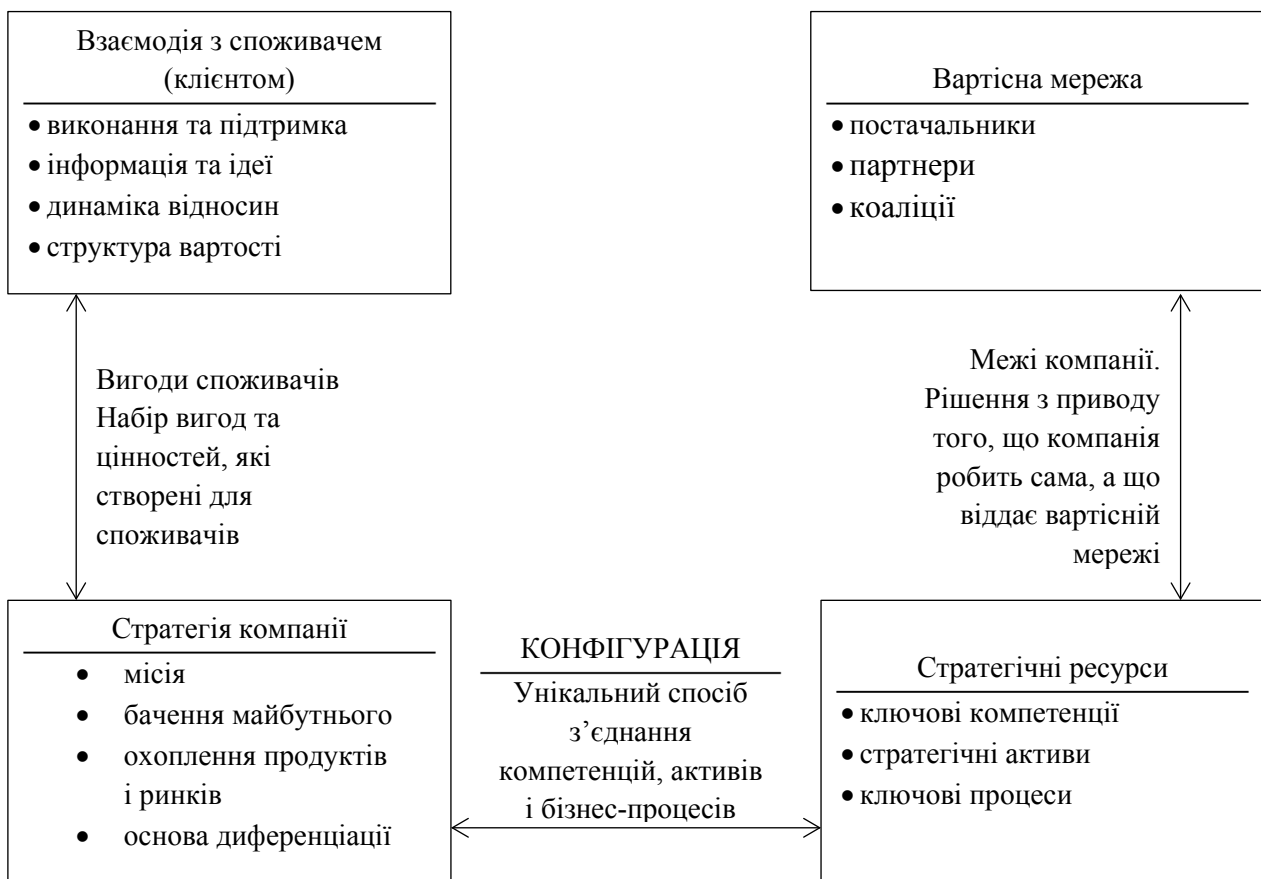 Взаємодія з споживачем
(клієнтом)
• виконання та підтримка
• інформація та ідеї
• динаміка відносин
• структура вартості
Вартісна мережа
• постачальники
• партнери
• коаліції
Вигоди споживачів
Набір вигод та
цінностей, які
створені для
споживачів
Межі компанії.
Рішення з приводу
того, що компанія
робить сама, а що
віддає вартісній
мережі
Стратегія компанії
• місія
• бачення майбутнього
• охоплення продуктів
і ринків
• основа диференціації
КОНФІГУРАЦІЯ
Унікальний спосіб
з’єднання
компетенцій, активів
і бізнес-процесів
Стратегічні ресурси
• ключові компетенції
• стратегічні активи
• ключові процеси